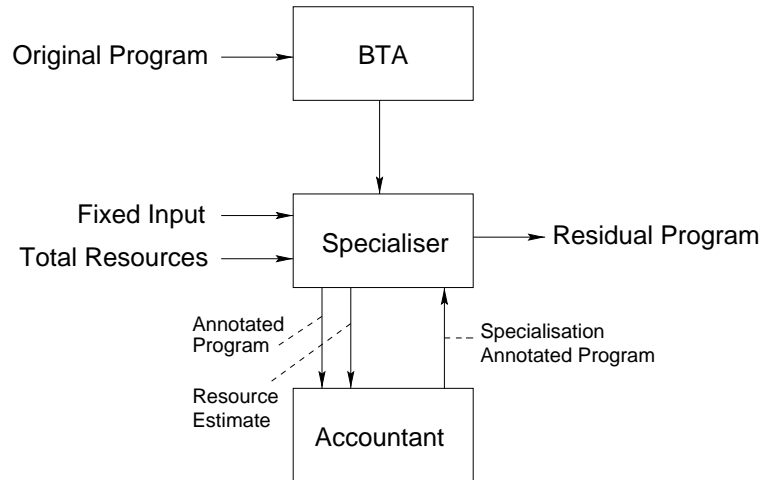 BTA
Original Program
Fixed Input
Total Resources
Specialiser
Residual Program
Annotated
Program
Resource
Estimate
Specialisation
Annotated Program
Accountant